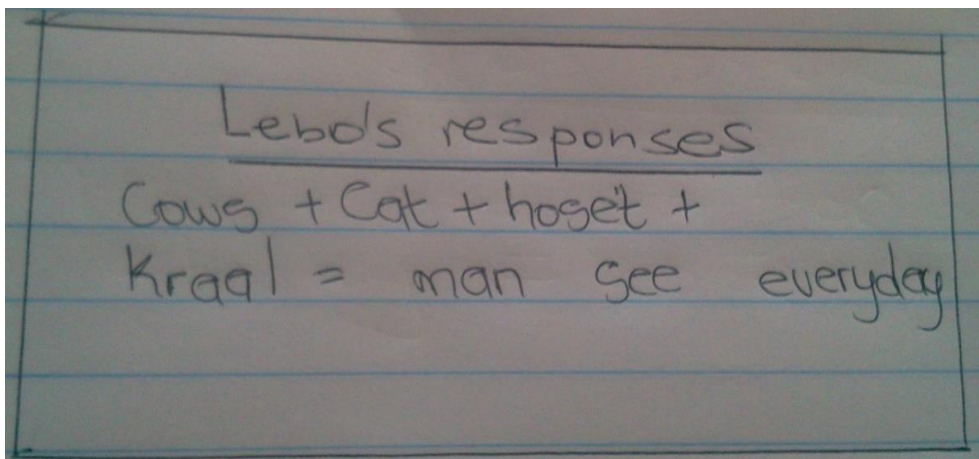 Lebo's responses
Cows + Cat + hoset +
Kraal = man see everyday